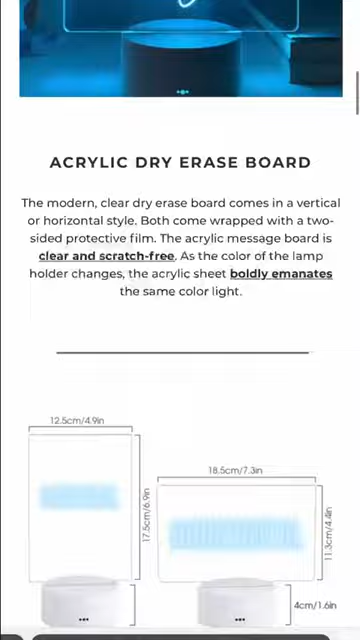 ACRYLIC DRY ERASE BOARD
The modern, clear dry erase board comes in a vertical
or horizontal style. Both come wrapped with a two-
sided protective film. The acrylic message board is
clear and scratch-free. As the color of the lamp
holder changes, the acrylic sheet boldly emanates
the same color light.
12.5cm/4.9in
17.5cm/6.9in
18.5cm/7.3in
11.3cm/4.4in
4cm/1.6in